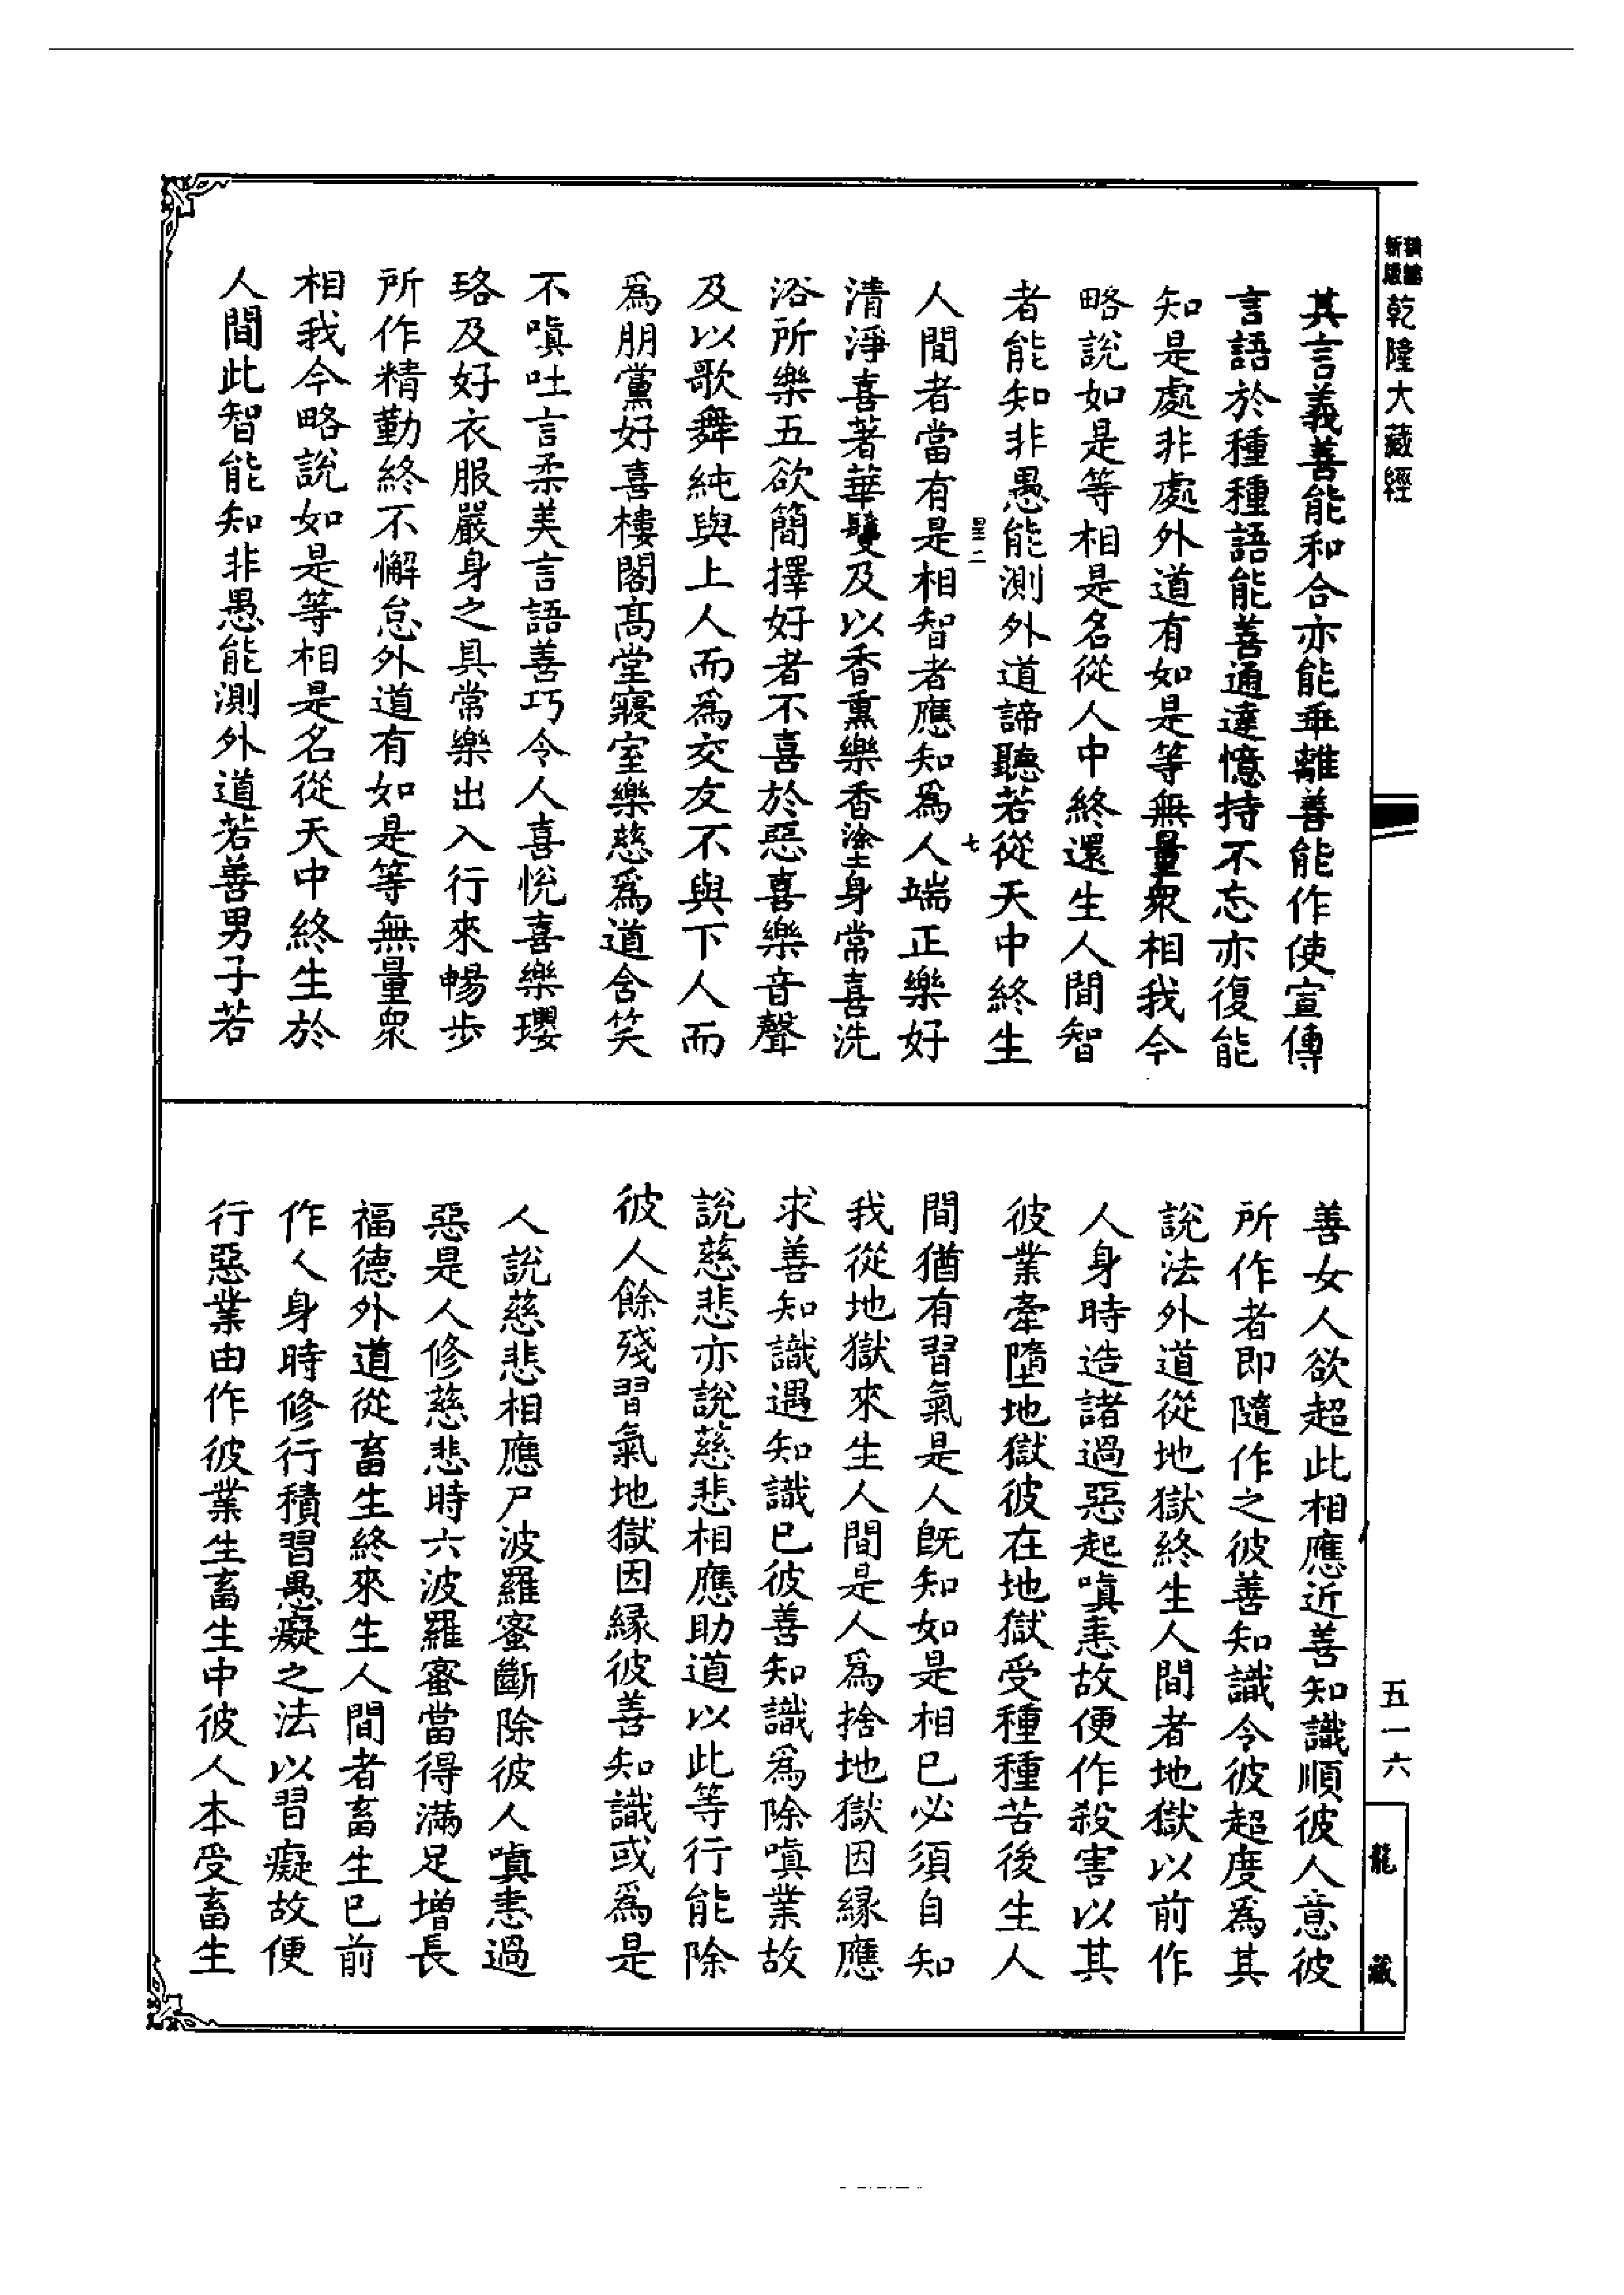 新編縮版乾隆大藏經
其言義善能和合亦能乖離善能作使宣傳
言語於種種語能善通達憶持不忘亦復能
知是處非處外道有如是等無量衆相我今
略說如是等相是名從人中終還生人間智
者能知非愚能測外道諦聽若從天中終生
人間者當有是相智者應知爲人端正樂好
清淨喜著華鬘及以香熏樂香塗身常喜洗
浴所樂五欲簡擇好者不喜於惡喜樂音聲
及以歌舞純與上人而爲交友不與下人而
爲朋黨好喜樓閣髙堂寢室樂慈爲道含笑
不嗔吐言柔美言語善巧令人喜悅喜樂瓔
珞及好衣服嚴身之具常樂出入行來暢步
所作精勤終不懈怠外道有如是等無量衆
相我今略說如是等相是名從天中終生於
人間此智能知非愚能測外道若善男子若
善女人欲超此相應近善知識順彼人意彼
所作者即隨作之彼善知識令彼超度爲其
說法外道從地獄終生人間者地獄以前作
人身時造諸過惡起嗔恚故便作殺害以其
彼業牽墮地獄彼在地獄受種種苦後生人
間猶有習氣是人旣知如是相已必須自知
我從地獄來生人間是人爲捨地獄因緣應
求善知識遇知識已彼善知識爲除嗔業故
說慈悲亦說慈悲相應助道以此等行能除
彼人餘殘習氣地獄因緣彼善知識或爲是
人說慈悲相應尸波羅蜜斷除彼人嗔恚過
惡是人修慈悲時六波羅蜜當得滿足增長
福德外道從畜生終來生人間者畜生已前
作人身時修行積習愚癡之法以習癡故便
行惡業由作彼業生畜生中彼人本受畜生
五一六
龍藏